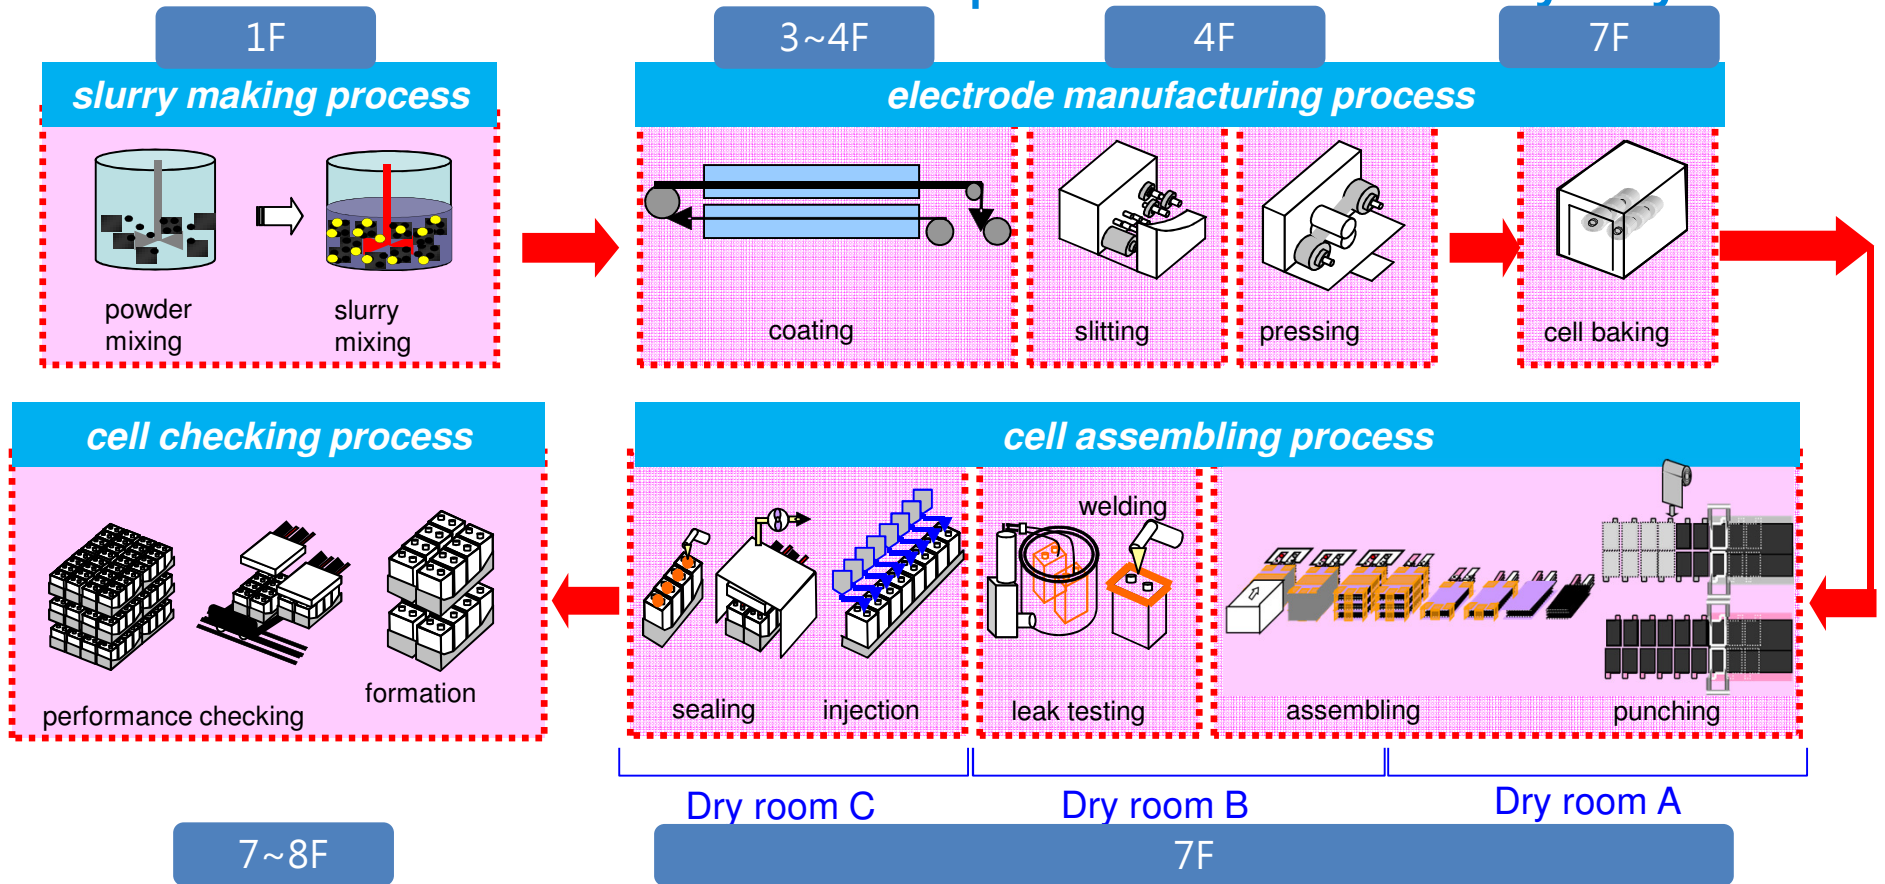 1F
3~4F
4F
7F
slurry making process
electrode manufacturing process
powder
mixing
slurry
mixing
coating
slitting
pressing
cell baking
cell checking process
cell assembling process
welding
performance checking
formation
sealing
injection
leak testing
assembling
punching
Dry room C
Dry room B
Dry room A
7~8F
7F